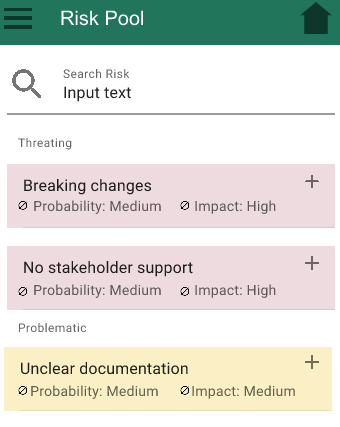 Risk Pool
Search Risk
Input text
Threating
Breaking changes
Probability: Medium Impact: High
No stakeholder support
Probability: Medium Impact: High
Problematic
Unclear documentation
Probability: Medium Impact: Medium